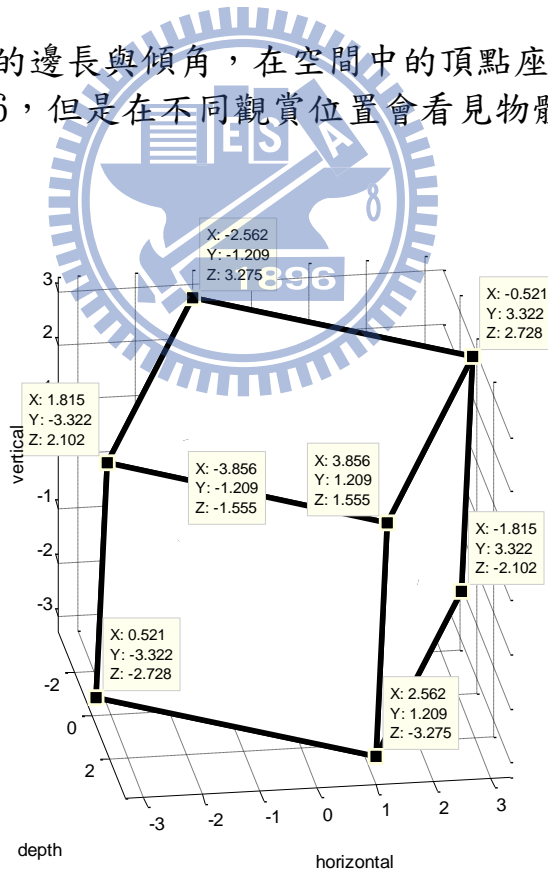 的邊長與傾角，在空間中的頂點座
6，但是在不同觀賞位置會看見物
E S A
1896
X: -2.562
Y: -1.209
Z: 3.275
X: -0.521
Y: 3.322
Z: 2.728
X: 1.815
Y: -3.322
Z: 2.102
X: -3.856
Y: -1.209
Z: -1.555
X: 3.856
Y: 1.209
Z: 1.555
X: -1.815
Y: 3.322
Z: -2.102
X: 0.521
Y: -3.322
Z: -2.728
X: 2.562
Y: 1.209
Z: -3.275
3
2
-1
-2
-3
vertical
-2
0
2
depth
-3
-2
-1
0
1
2
3
horizontal